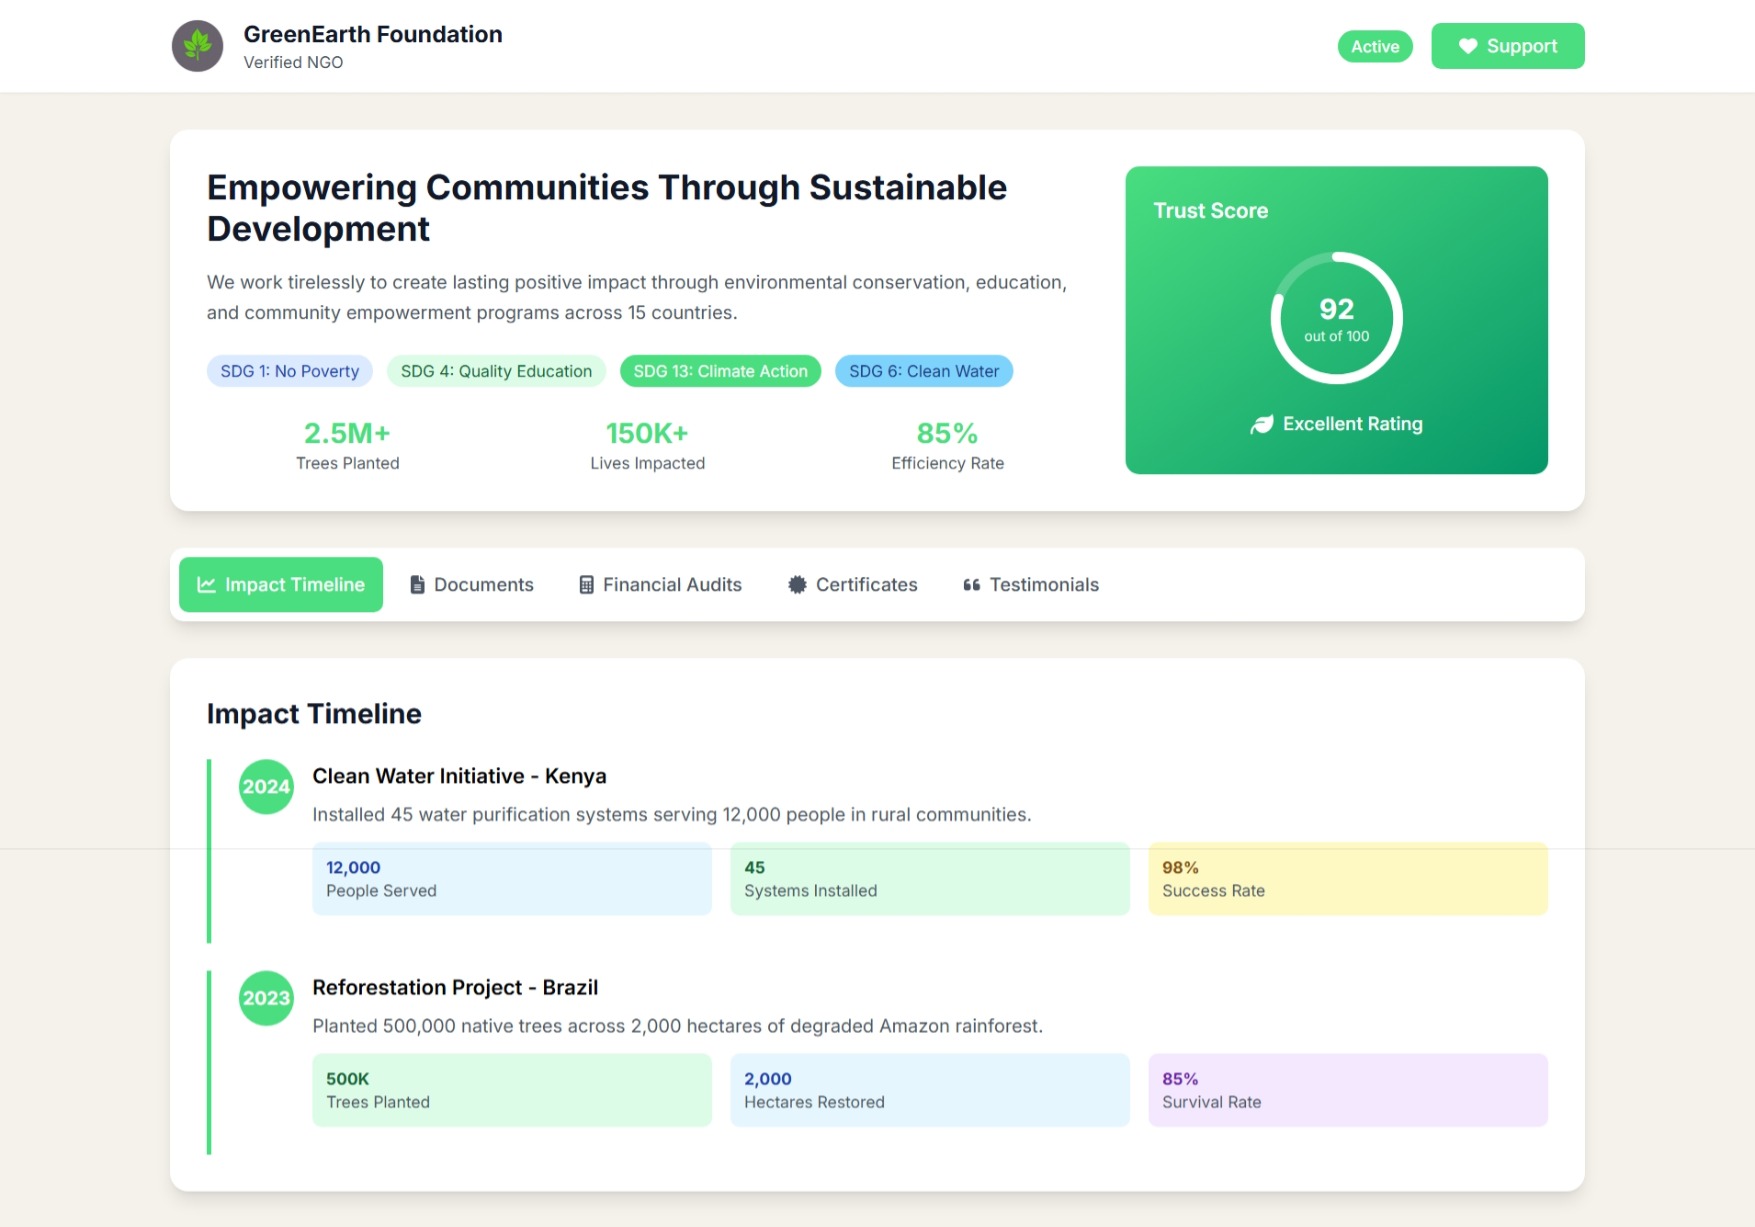 GreenEarth Foundation
Verified NGO
Active
Support
Empowering Communities Through Sustainable
Development
We work tirelessly to create lasting positive impact through environmental conservation, education,
and community empowerment programs across 15 countries.
SDG 1: No Poverty
SDG 4: Quality Education
SDG 13: Climate Action
SDG 6: Clean Water
2.5M+
Trees Planted
150K+
Lives Impacted
85%
Efficiency Rate
Trust Score
92
out of 100
Excellent Rating
Impact Timeline
Documents
Financial Audits
Certificates
Testimonials
Impact Timeline
2024
Clean Water Initiative - Kenya
Installed 45 water purification systems serving 12,000 people in rural communities.
12,000
People Served
45
Systems Installed
98%
Success Rate
2023
Reforestation Project - Brazil
Planted 500,000 native trees across 2,000 hectares of degraded Amazon rainforest.
500K
Trees Planted
2,000
Hectares Restored
85%
Survival Rate